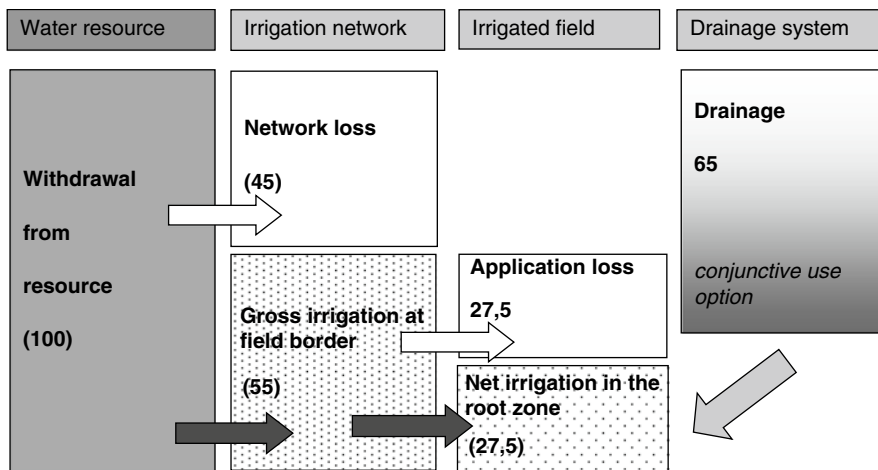 Water resource
Irrigation network
Irrigated field
Drainage system
Withdrawal
from
resource
(100)
Network loss
(45)
Gross irrigation at
field border
(55)
Application loss
27,5
Net irrigation in the
root zone
(27,5)
Drainage
65
conjunctive use
option